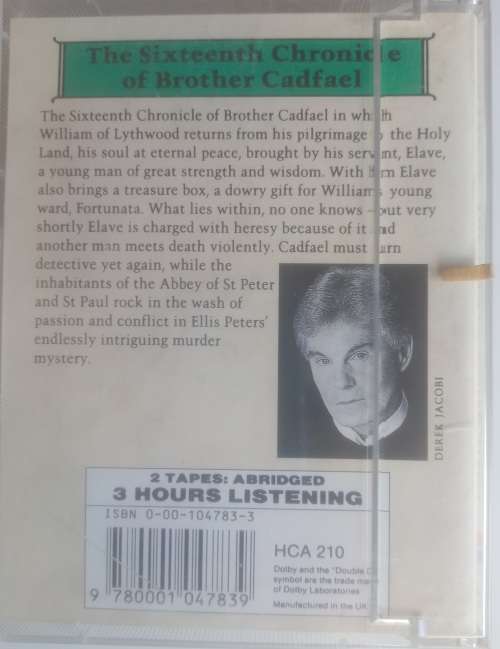 The Sixteenth Chronicle
of Brother Cadfael
The Sixteenth Chronicle of Brother Cadfael in which
William of Lythwood returns from his pilgrimage to the Holy
Land, his soul at eternal peace, brought by his servant, Elave,
a young man of great strength and wisdom. With him Elave
also brings a treasure box, a dowry gift for William's young
ward, Fortunata. What lies within, no one knows – but very
shortly Elave is charged with heresy because of it and
another man meets death violently. Cadfael must turn
detective yet again, while the
inhabitants of the Abbey of St Peter
and St Paul rock in the wash of
passion and conflict in Ellis Peters'
endlessly intriguing murder
mystery.
DEREK JACOBI
2 TAPES: ABRIDGED
3 HOURS LISTENING
ISBN 0-00-104783-3
HCA 210
Dolby and the "Double D"
symbol are the trade mark
of Dolby Laboratories
Manufactured in the UK
9 780001 047839